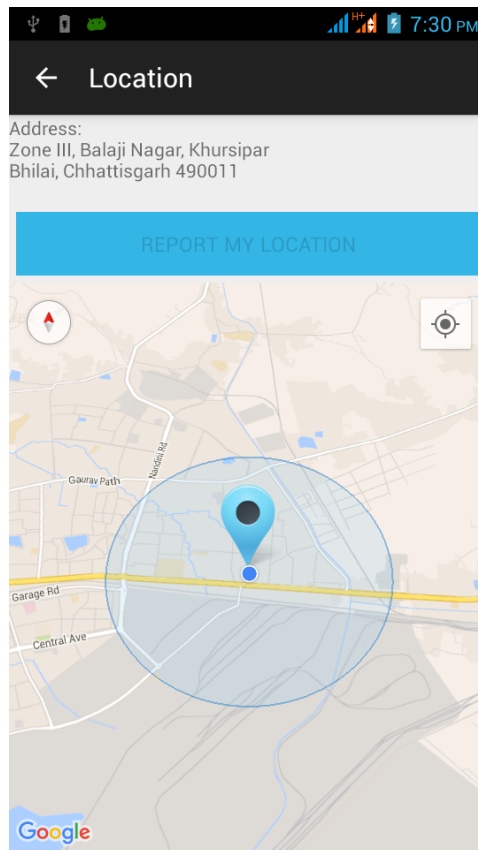 H+
7:30 PM
Location
Address:
Zone III, Balaji Nagar, Khursipar
Bhilai, Chhattisgarh 490011
REPORT MY LOCATION
Nandini Rd
Gaurav Path
Garage Rd
Central Ave
Google